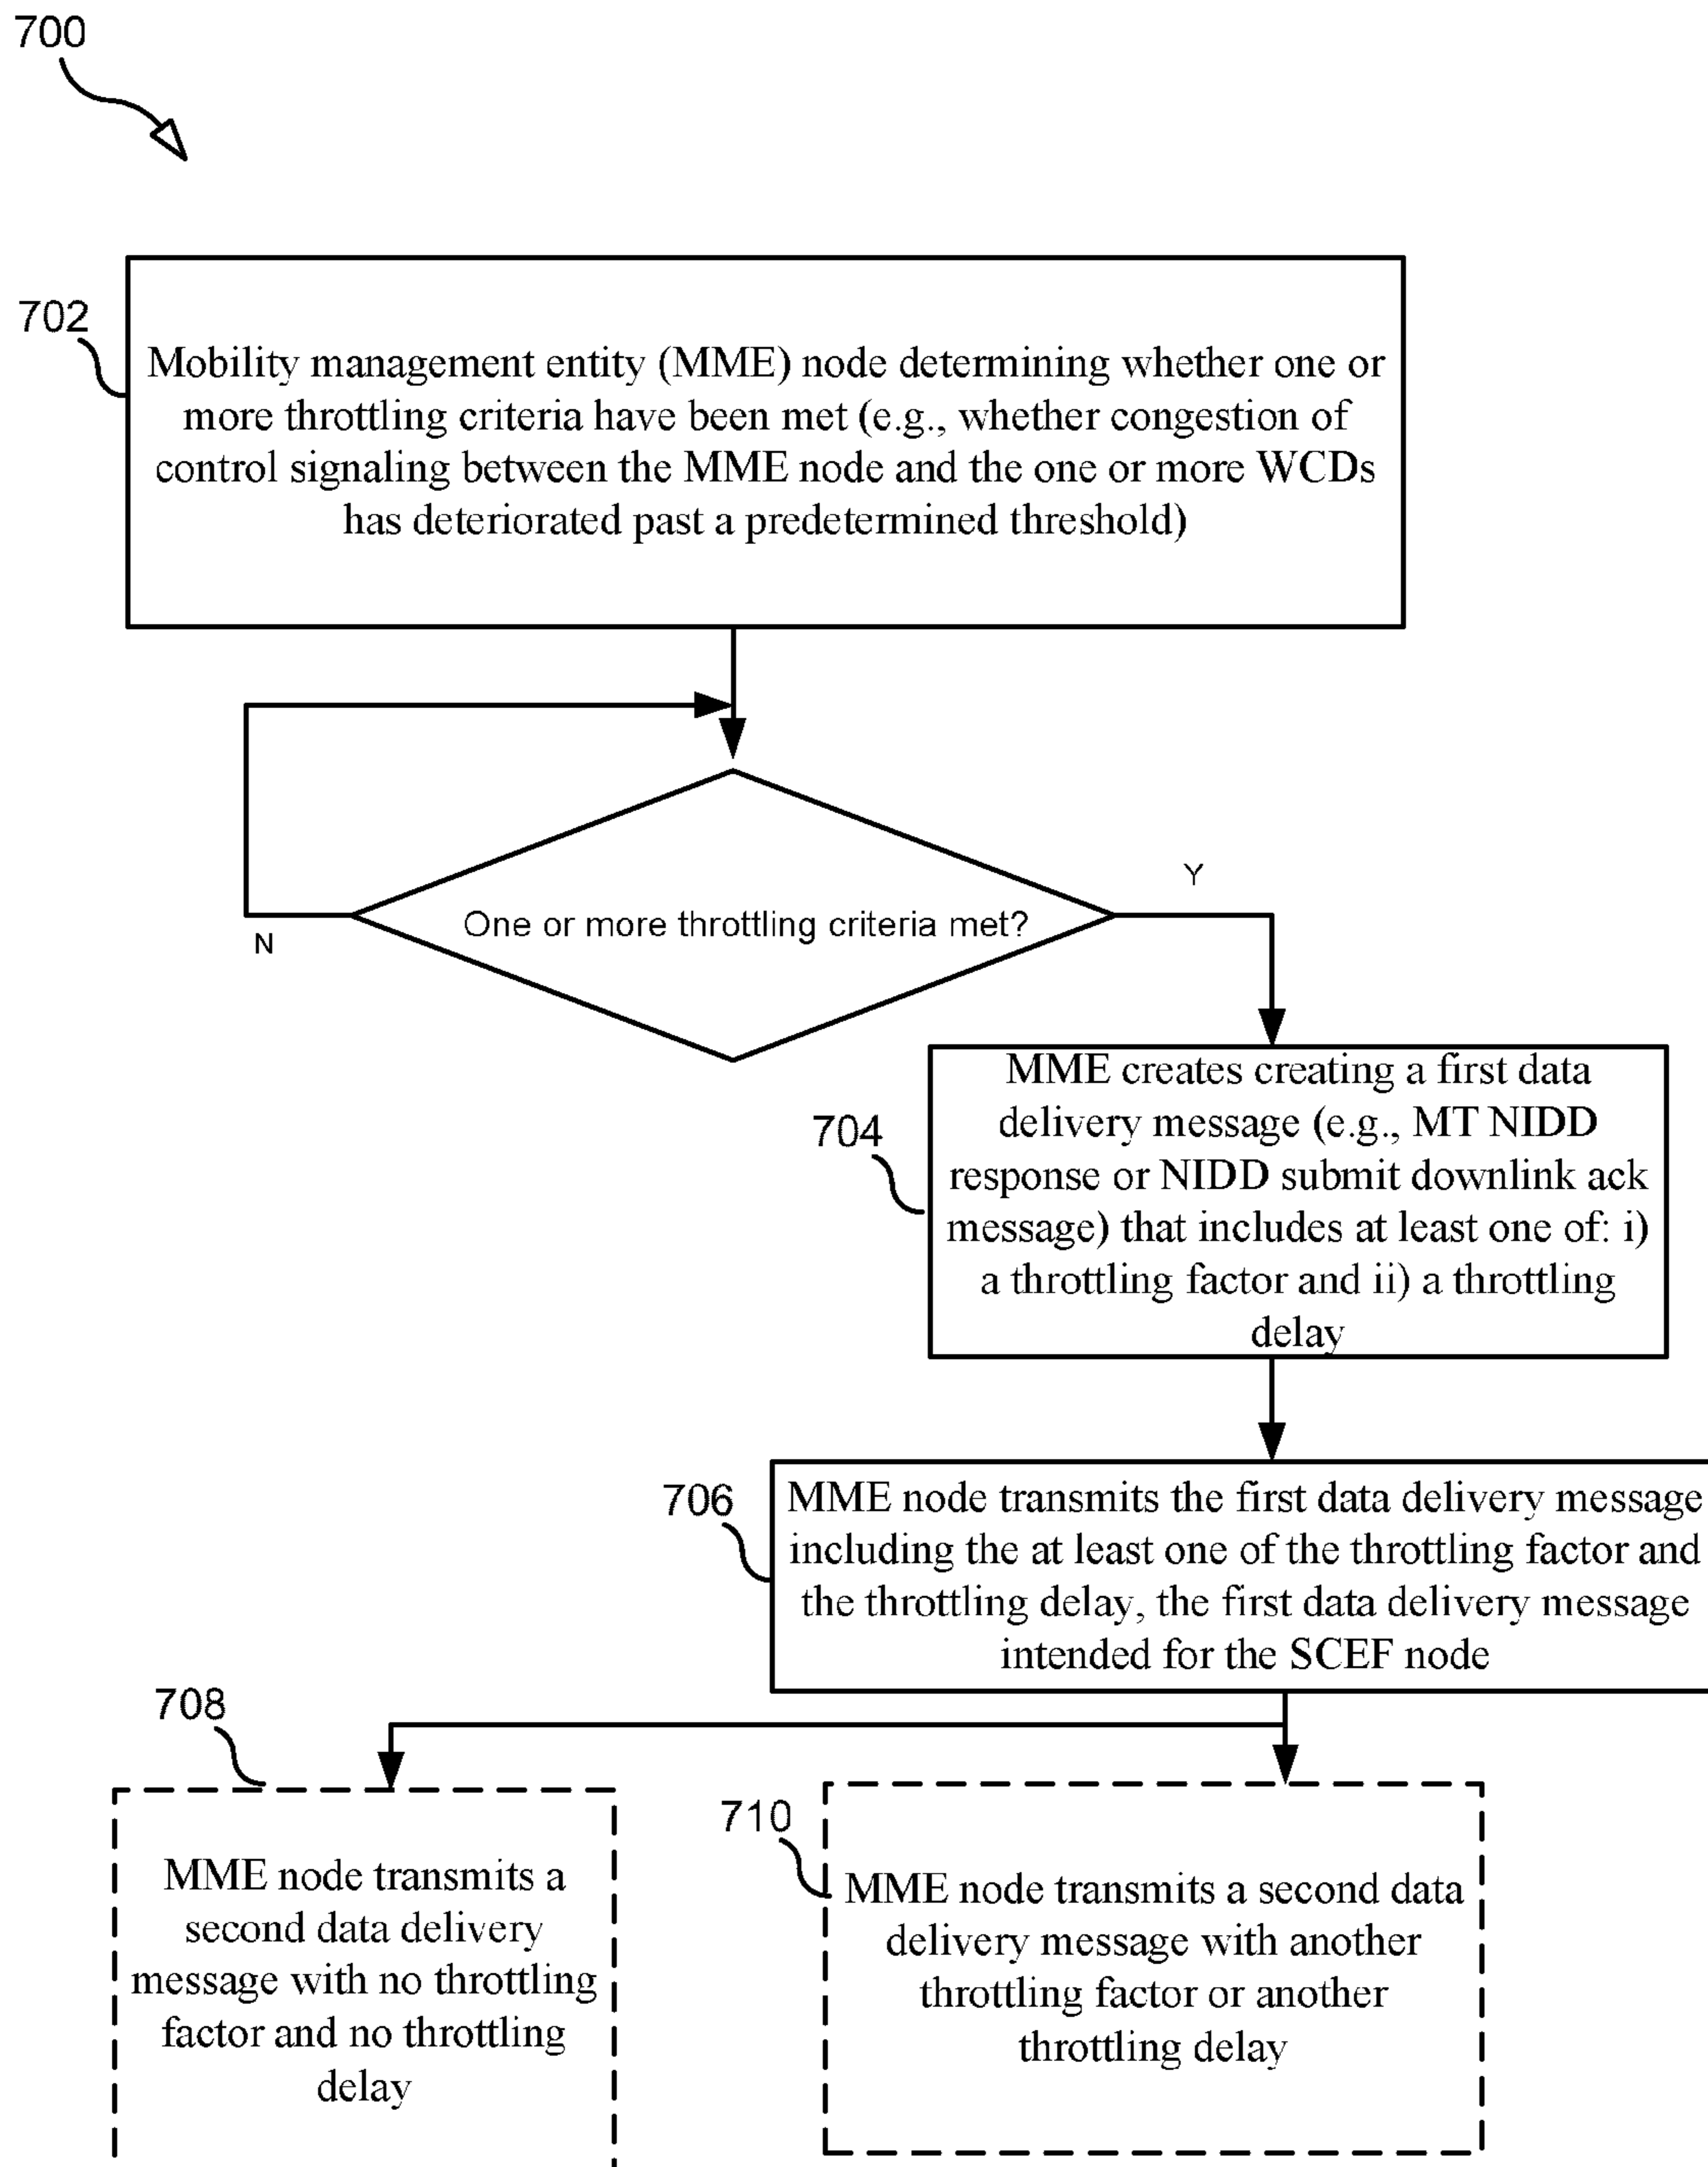 700
702
Mobility management entity (MME) node determining whether one or
more throttling criteria have been met (e.g., whether congestion of
control signaling between the MME node and the one or more WCDs
has deteriorated past a predetermined threshold)
One or more throttling criteria met?
Y
N
704
MME creates creating a first data
delivery message (e.g., MT NIDD
response or NIDD submit downlink ack
message) that includes at least one of: i)
a throttling factor and ii) a throttling
delay
706
MME node transmits the first data delivery message
including the at least one of the throttling factor and
the throttling delay, the first data delivery message
intended for the SCEF node
708
MME node transmits a
second data delivery
message with no throttling
factor and no throttling
delay
710
MME node transmits a second data
delivery message with another
throttling factor or another
throttling delay